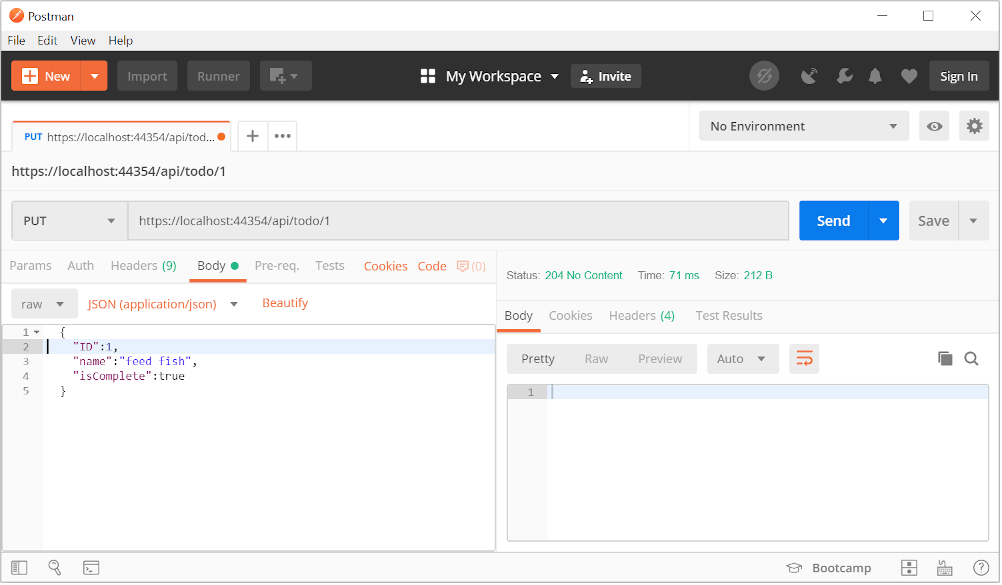 Postman
File Edit View Help
New Import Runner My Workspace Invite Sign In
PUT https://localhost:44354/api/tod... No Environment
https://localhost:44354/api/todo/1
PUT https://localhost:44354/api/todo/1 Send Save
Params Auth Headers (9) Body Pre-req. Tests Cookies Code (0) Status: 204 No Content Time: 71 ms Size: 212 B
raw JSON (application/json) Beautify Body Cookies Headers (4) Test Results
1 {
2 "ID":1,
3 "name":"feed fish",
4 "isComplete":true
5 }
Pretty Raw Preview Auto
1
Bootcamp